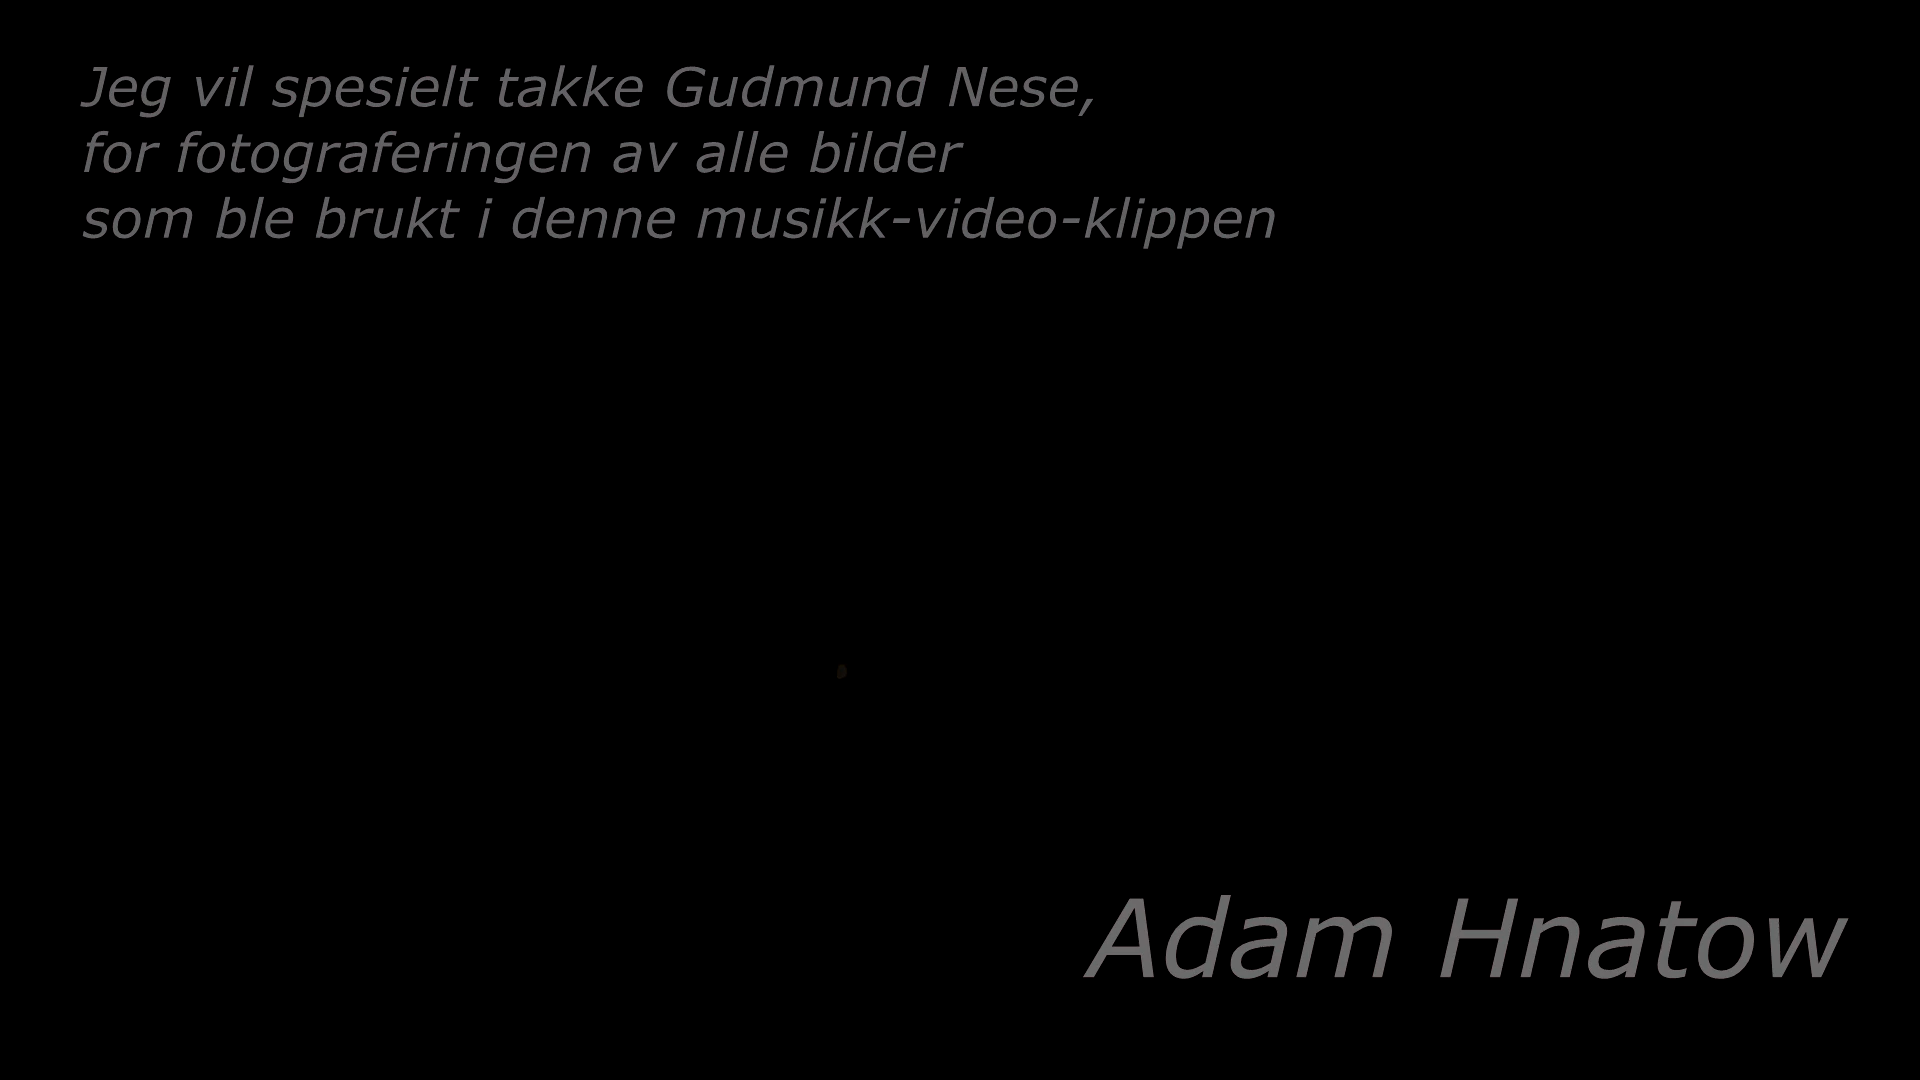 Jeg vil spesielt takke Gudmund Nese,
for fotograferingen av alle bilder
som ble brukt i denne musikk-video-klippen
Adam Hnatow